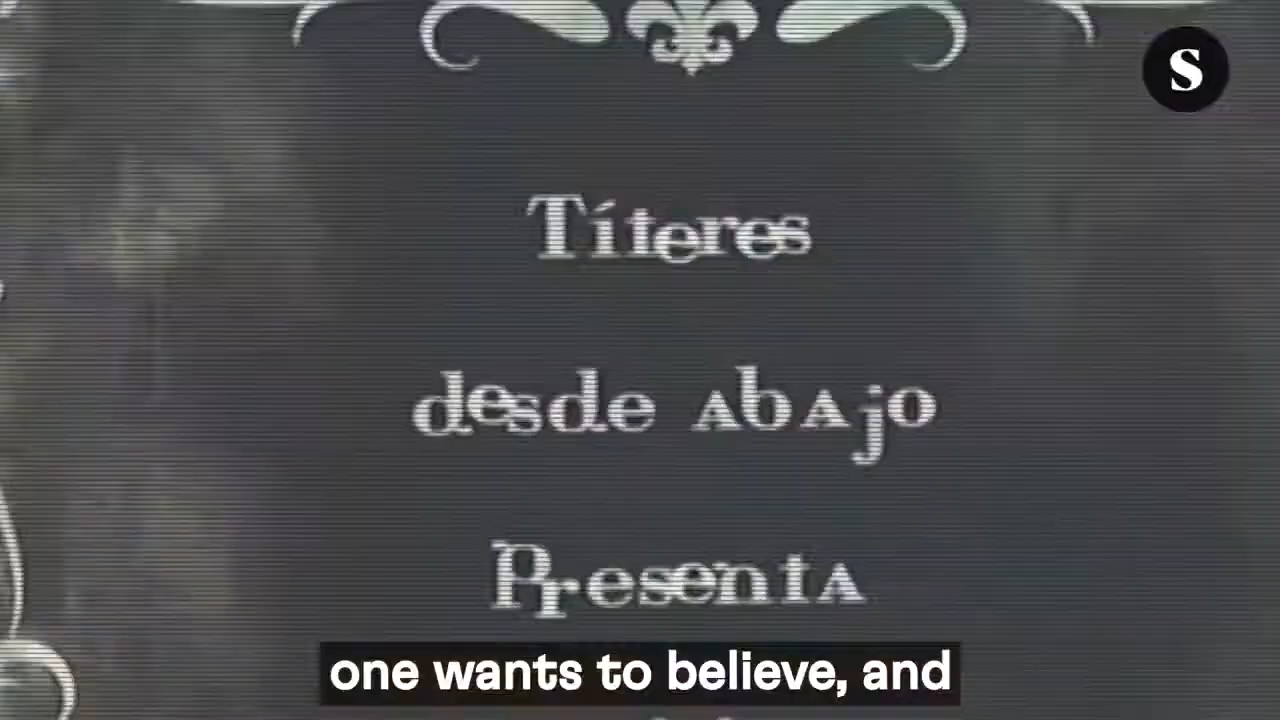 S
Títeres
desde Abajo
Presenta
one wants to believe, and